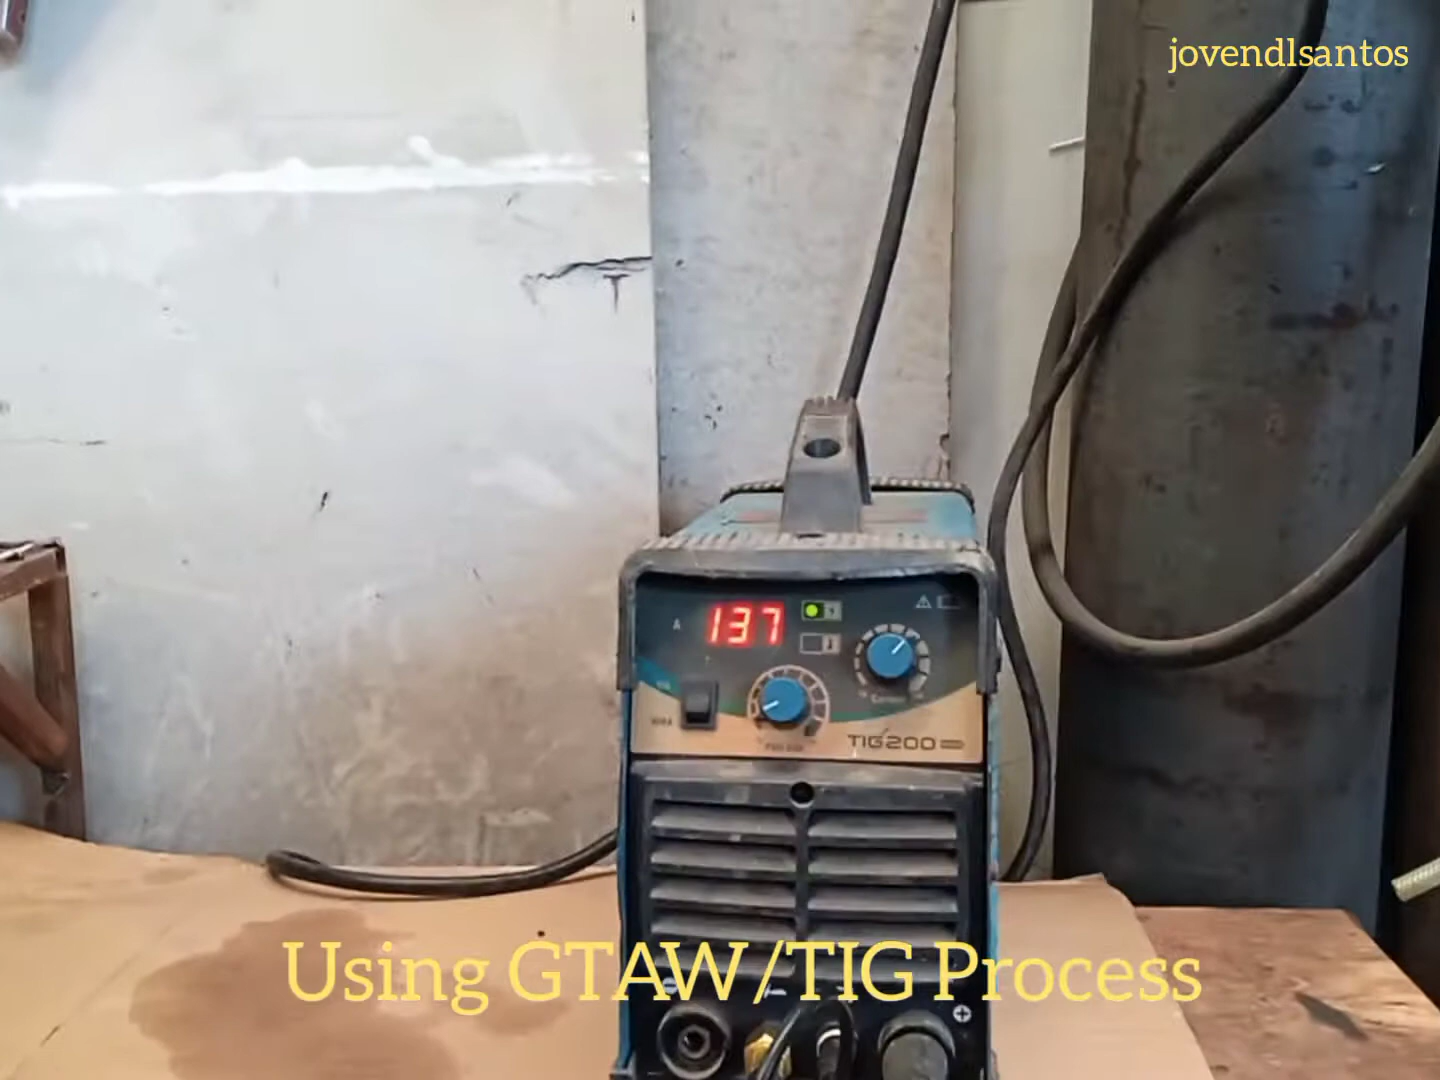 jovendlsantos
A
137
TIG200
Using GTAW/TIG Process
+